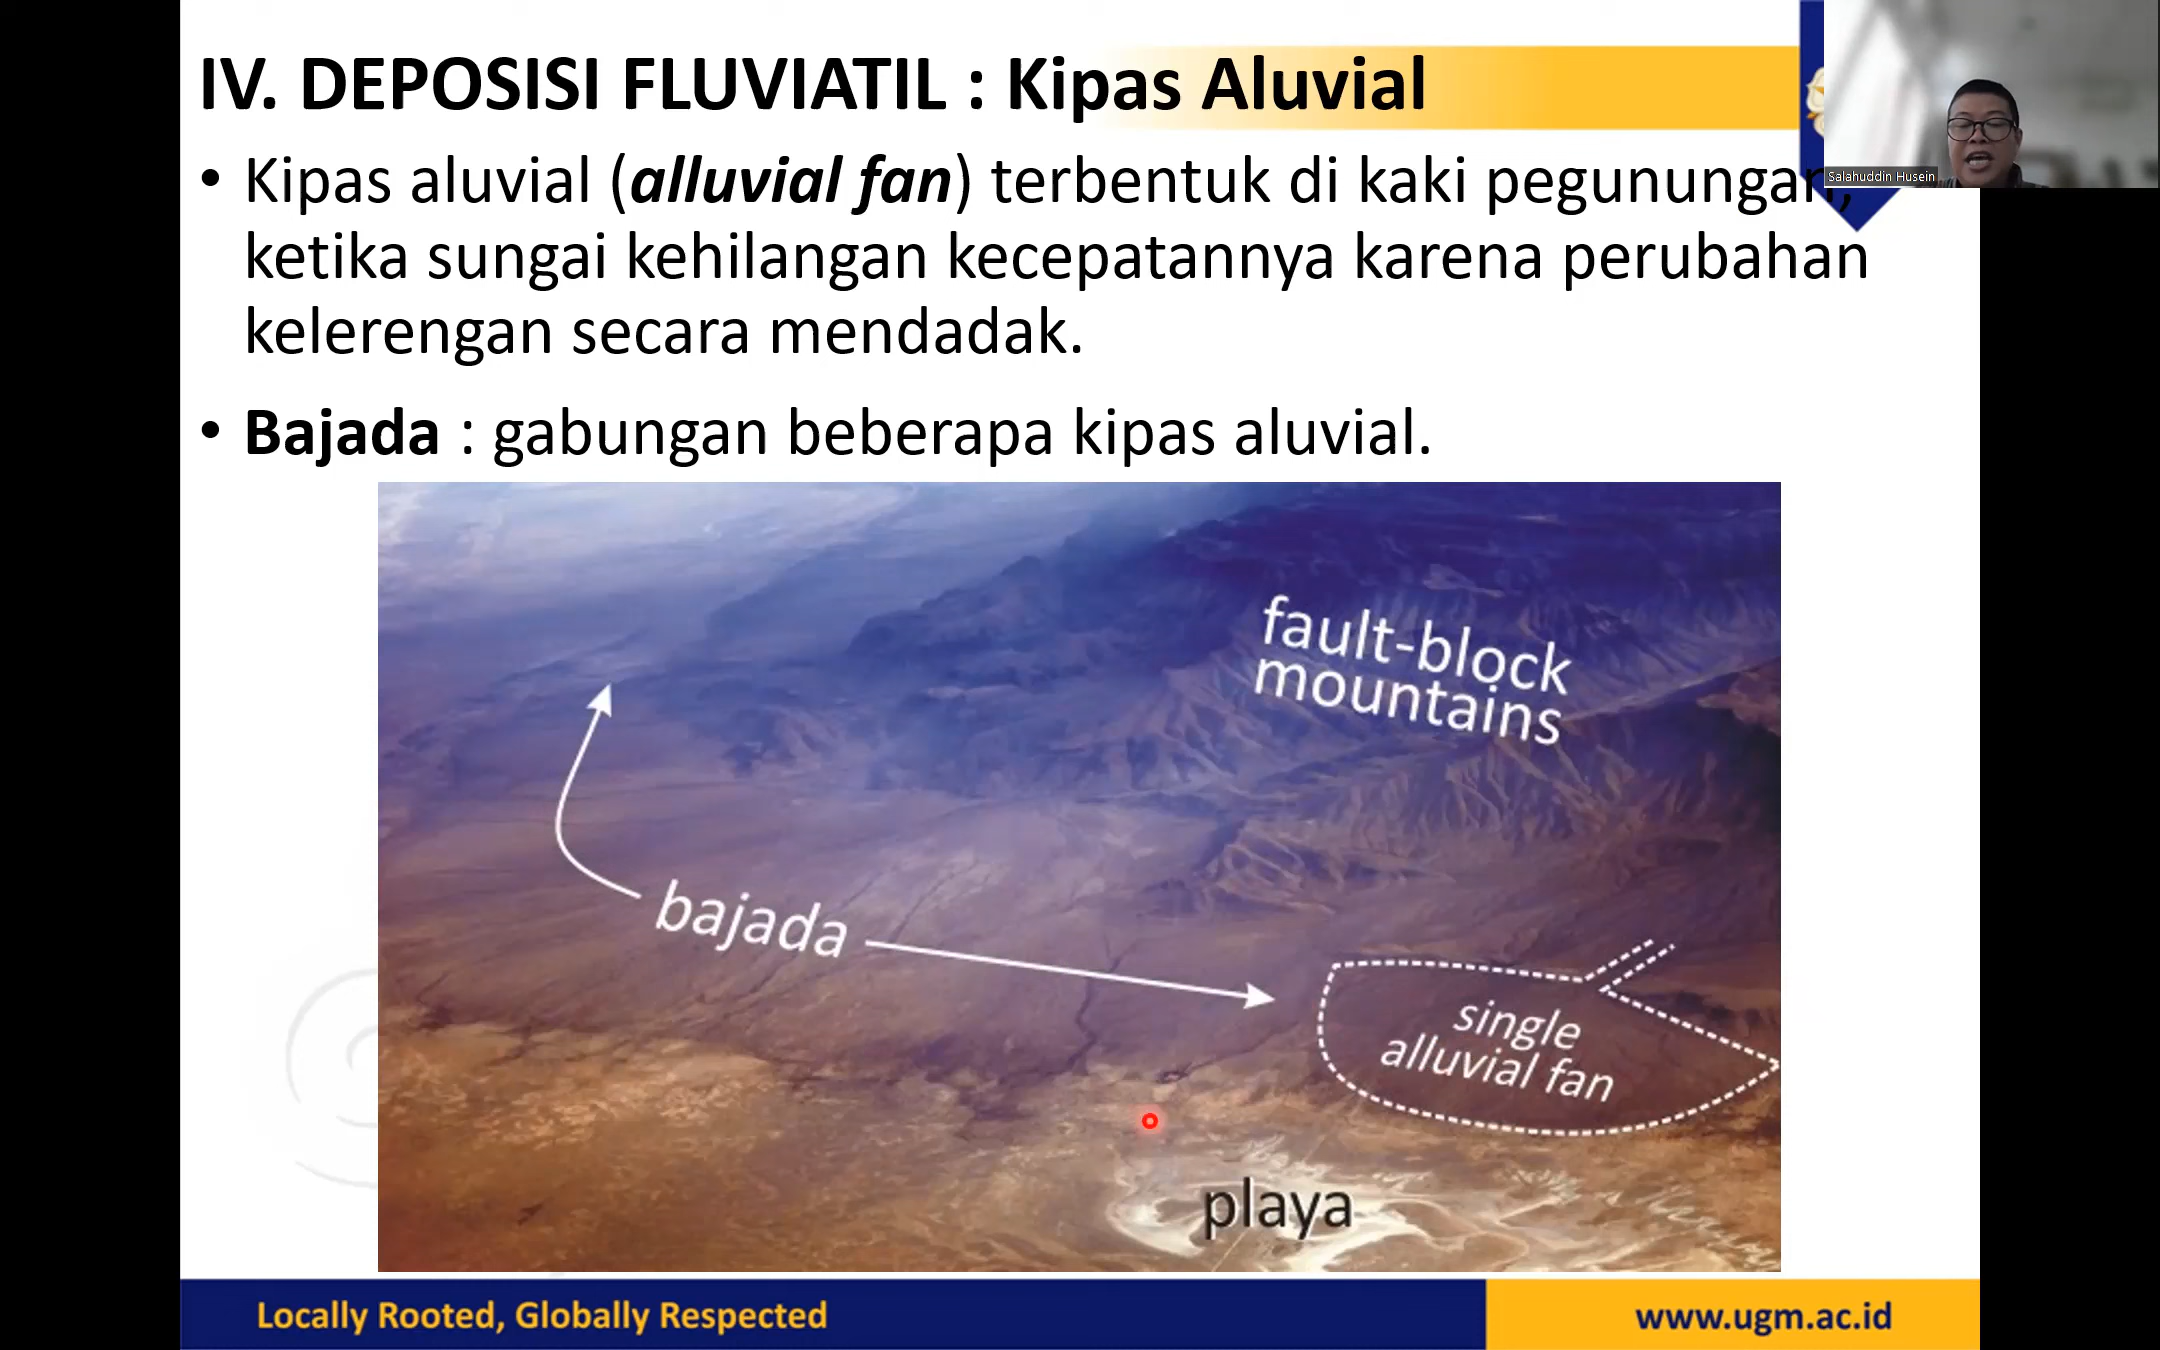 IV. DEPOSISI FLUVIATIL : Kipas Aluvial
Salahuddin Husein
• Kipas aluvial (alluvial fan) terbentuk di kaki pegunungan,
ketika sungai kehilangan kecepatannya karena perubahan
kelerengan secara mendadak.
• Bajada : gabungan beberapa kipas aluvial.
fault-block
mountains
bajada
single
alluvial fan
playa
Locally Rooted, Globally Respected
www.ugm.ac.id